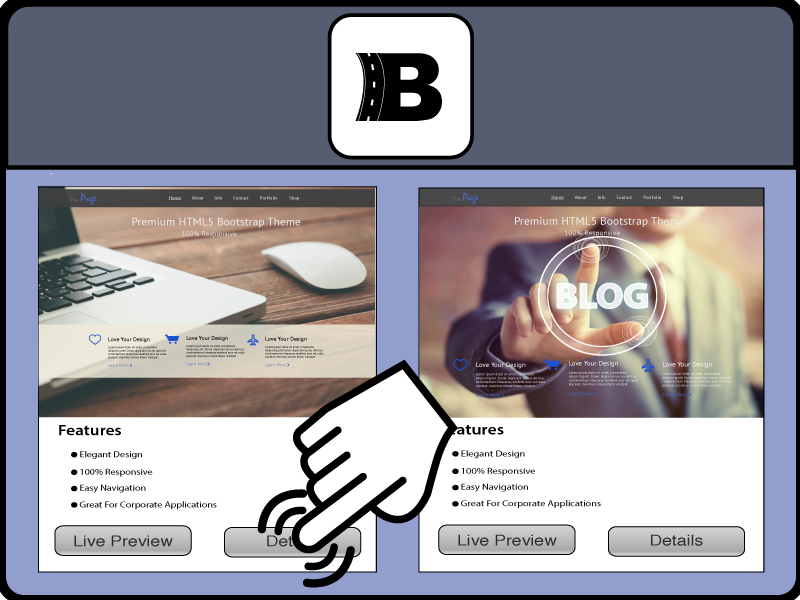 B
The Page
Home About Info Contact Portfolio Shop
Premium HTML5 Bootstrap Theme
100% Responsive
Love Your Design
Love Your Design
Love Your Design
Learn More
Learn More
Learn More
Features
Elegant Design
100% Responsive
Easy Navigation
Great For Corporate Applications
Live Preview
Det
The Page
Home About Info Contact Portfolio Shop
Premium HTML5 Bootstrap Theme
100% Responsive
BLOG
Love Your Design
Love Your Design
Love Your Design
eatures
Elegant Design
100% Responsive
Easy Navigation
Great For Corporate Applications
Live Preview
Details